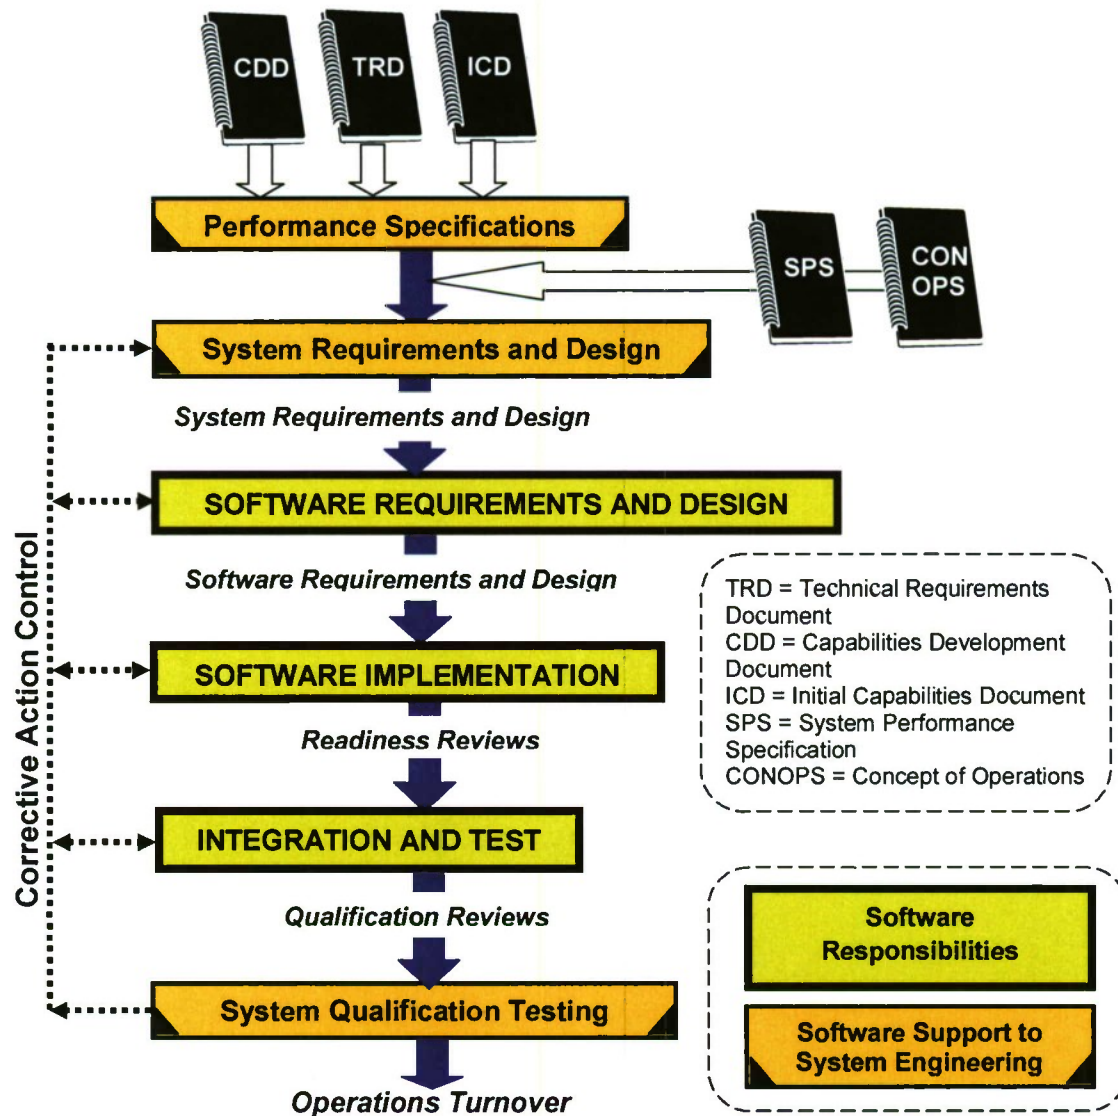 CDD
TRD
ICD
Performance Specifications
SPS
CON
OPS
System Requirements and Design
System Requirements and Design
SOFTWARE REQUIREMENTS AND DESIGN
Software Requirements and Design
SOFTWARE IMPLEMENTATION
Readiness Reviews
INTEGRATION AND TEST
Qualification Reviews
System Qualification Testing
Operations Turnover
Corrective Action Control
TRD = Technical Requirements
Document
CDD = Capabilities Development
Document
ICD = Initial Capabilities Document
SPS = System Performance
Specification
CONOPS = Concept of Operations
Software
Responsibilities
Software Support to
System Engineering